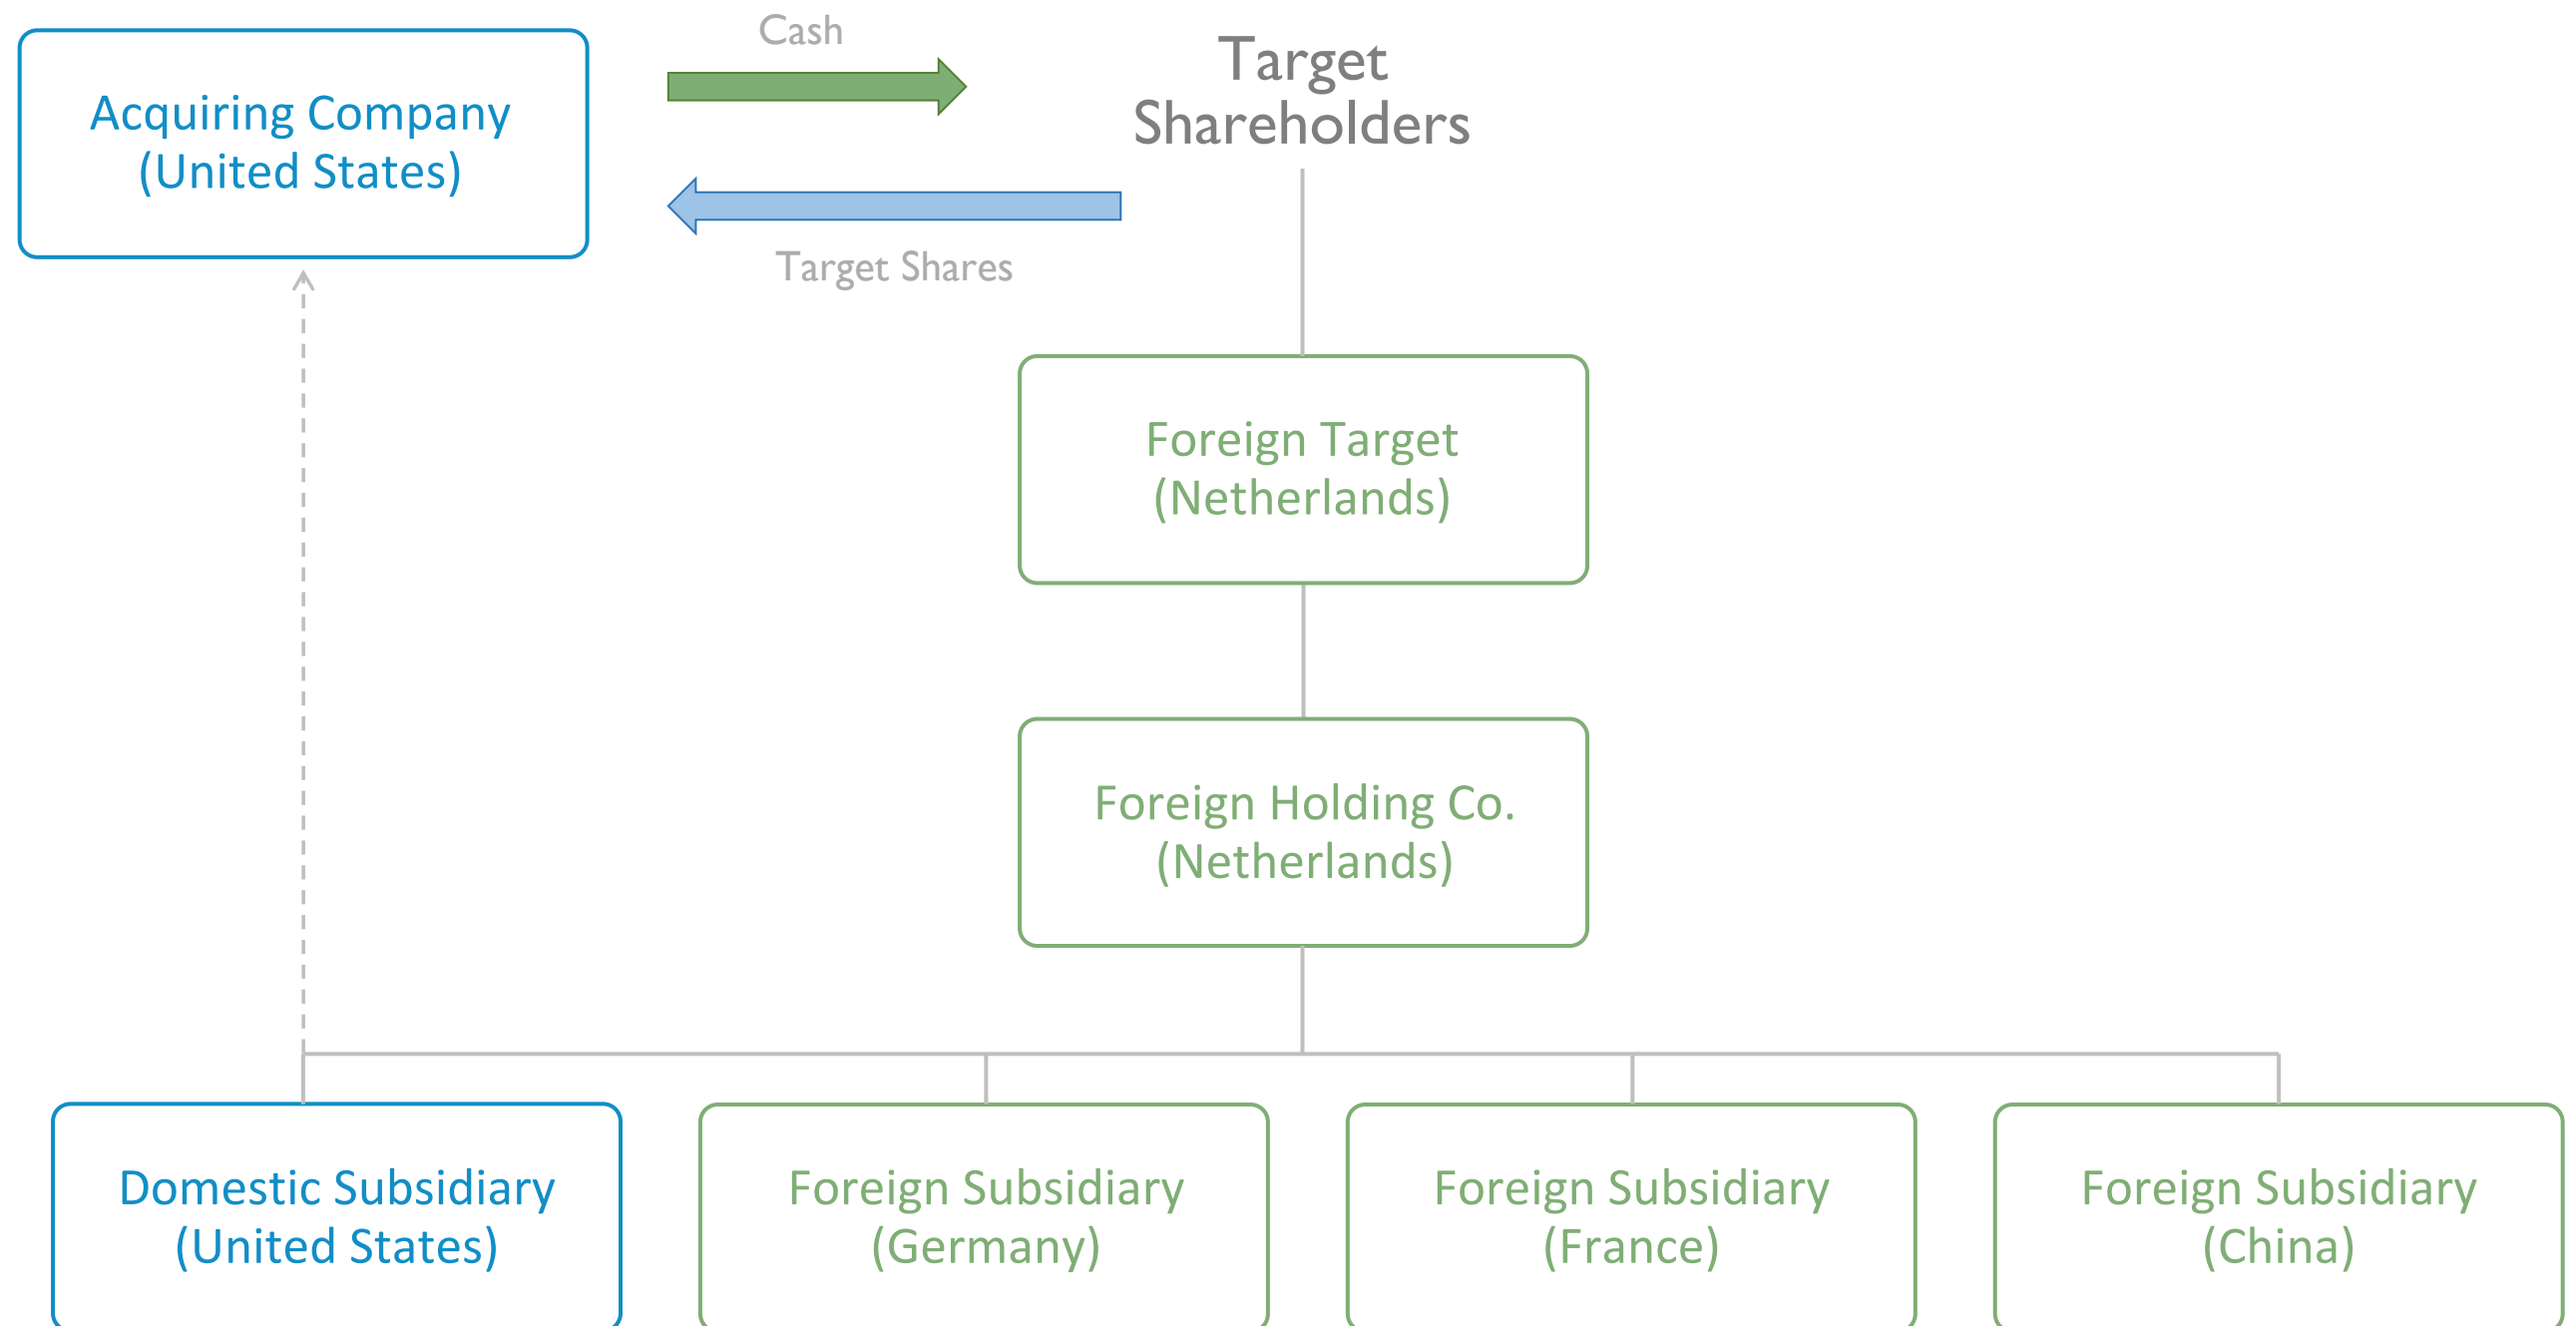 Cash
Target
Shareholders
Acquiring Company
(United States)
Target Shares
Foreign Target
(Netherlands)
Foreign Holding Co.
(Netherlands)
Domestic Subsidiary
(United States)
Foreign Subsidiary
(Germany)
Foreign Subsidiary
(France)
Foreign Subsidiary
(China)